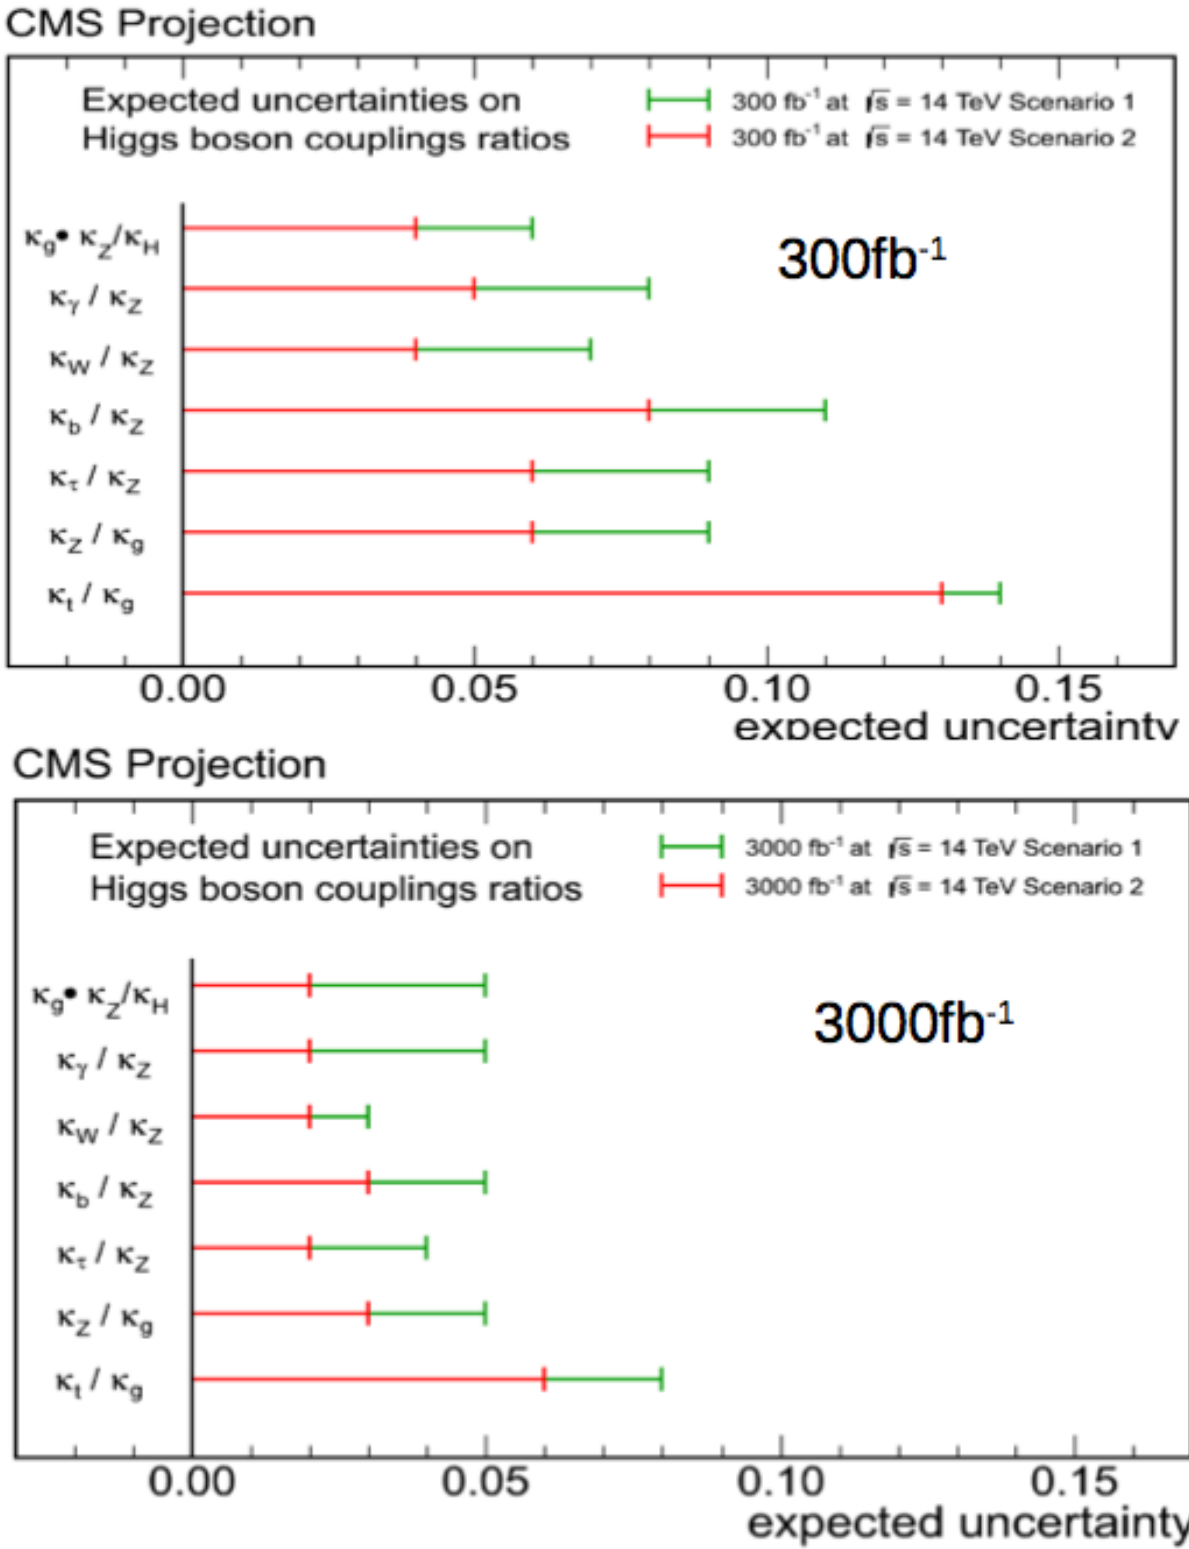 CMS Projection
Expected uncertainties on
Higgs boson couplings ratios
300 fb⁻¹ at √s = 14 TeV Scenario 1
300 fb⁻¹ at √s = 14 TeV Scenario 2
300fb⁻¹
κg• κZ/κH
κγ / κZ
κW / κZ
κb / κZ
κτ / κZ
κZ / κg
κt / κg
0.00 0.05 0.10 0.15
expected uncertainty
CMS Projection
Expected uncertainties on
Higgs boson couplings ratios
3000 fb⁻¹ at √s = 14 TeV Scenario 1
3000 fb⁻¹ at √s = 14 TeV Scenario 2
3000fb⁻¹
κg• κZ/κH
κγ / κZ
κW / κZ
κb / κZ
κτ / κZ
κZ / κg
κt / κg
0.00 0.05 0.10 0.15
expected uncertainty